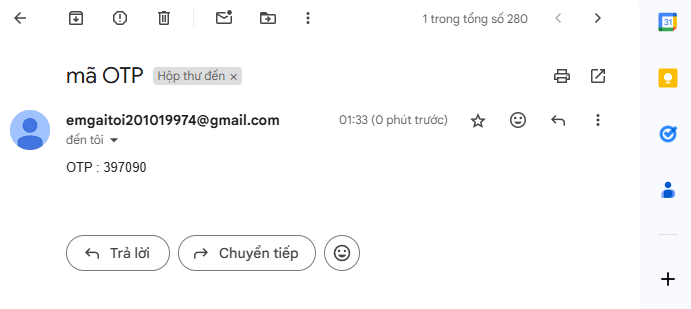 1 trong tổng số 280
31
mã OTP Hộp thư đến ×
emgaitoi201019974@gmail.com 01:33 (0 phút trước)
đến tôi
OTP : 397090
Trả lời Chuyển tiếp